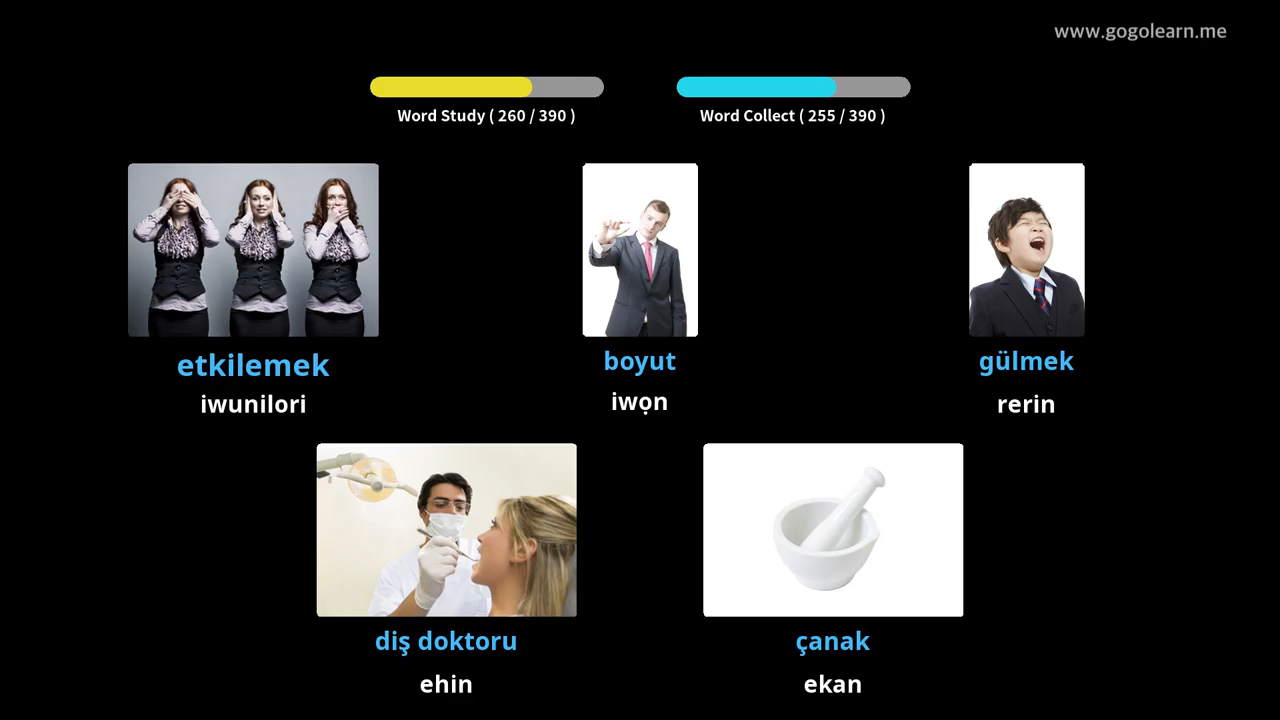 www.gogolearn.me
Word Study ( 260 / 390 )
Word Collect ( 255 / 390 )
etkilemek
iwunilori
boyut
iwọn
gülmek
rerin
diş doktoru
ehin
çanak
ekan